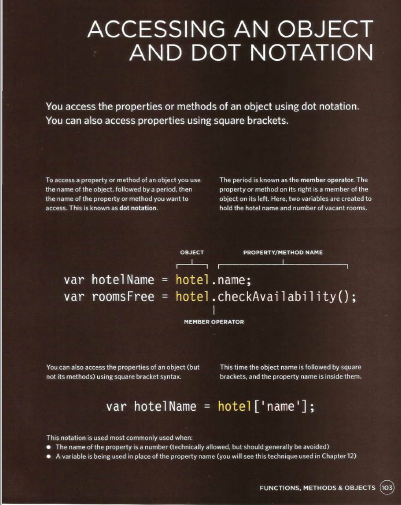 ACCESSING AN OBJECT
AND DOT NOTATION
You access the properties or methods of an object using dot notation.
You can also access properties using square brackets.
To access a property or method of an object you use
the name of the object, followed by a period, then
the name of the property or method you want to
access. This is known as dot notation.
The period is known as the member operator. The
property or method on its right is a member of the
object on its left. Here, two variables are created to
hold the hotel name and number of vacant rooms.
OBJECT
PROPERTY/METHOD NAME
var hotelName = hotel.name;
var roomsFree = hotel.checkAvailability();
MEMBER OPERATOR
You can also access the properties of an object (but
not its methods) using square bracket syntax.
This time the object name is followed by square
brackets, and the property name is inside them.
var hotelName = hotel['name'];
This notation is used most commonly used when:
● The name of the property is a number (technically allowed, but should generally be avoided)
● A variable is being used in place of the property name (you will see this technique used in Chapter 12)
FUNCTIONS, METHODS & OBJECTS 103